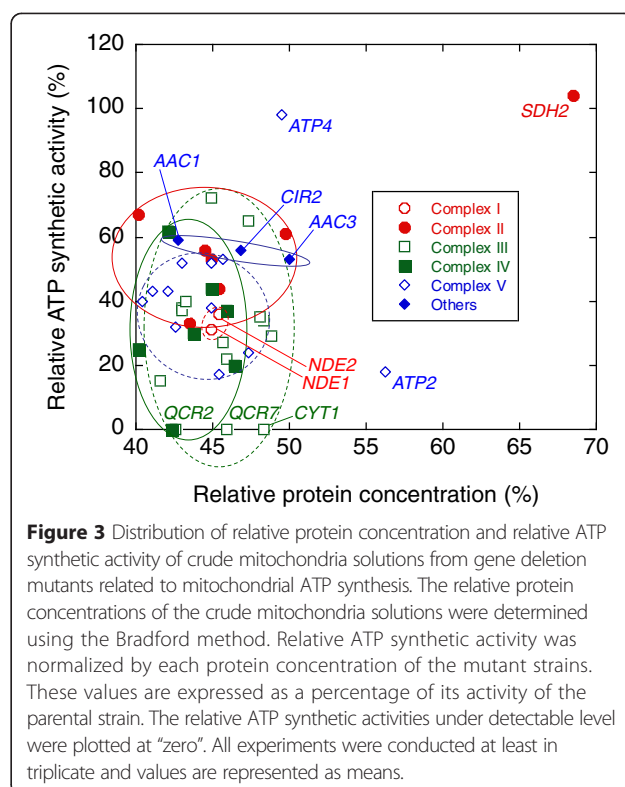 120
100
80
60
40
20
0
Relative ATP synthetic activity (%)
SDH2
ATP4
AAC1
CIR2
AAC3
Complex I
Complex II
Complex III
Complex IV
Complex V
Others
NDE2
NDE1
ATP2
QCR2 QCR7 CYT1
40 45 50 55 60 65 70
Relative protein concentration (%)
Figure 3 Distribution of relative protein concentration and relative ATP
synthetic activity of crude mitochondria solutions from gene deletion
mutants related to mitochondrial ATP synthesis. The relative protein
concentrations of the crude mitochondria solutions were determined
using the Bradford method. Relative ATP synthetic activity was
normalized by each protein concentration of the mutant strains.
These values are expressed as a percentage of its activity of the
parental strain. The relative ATP synthetic activities under detectable level
were plotted at “zero”. All experiments were conducted at least in
triplicate and values are represented as means.